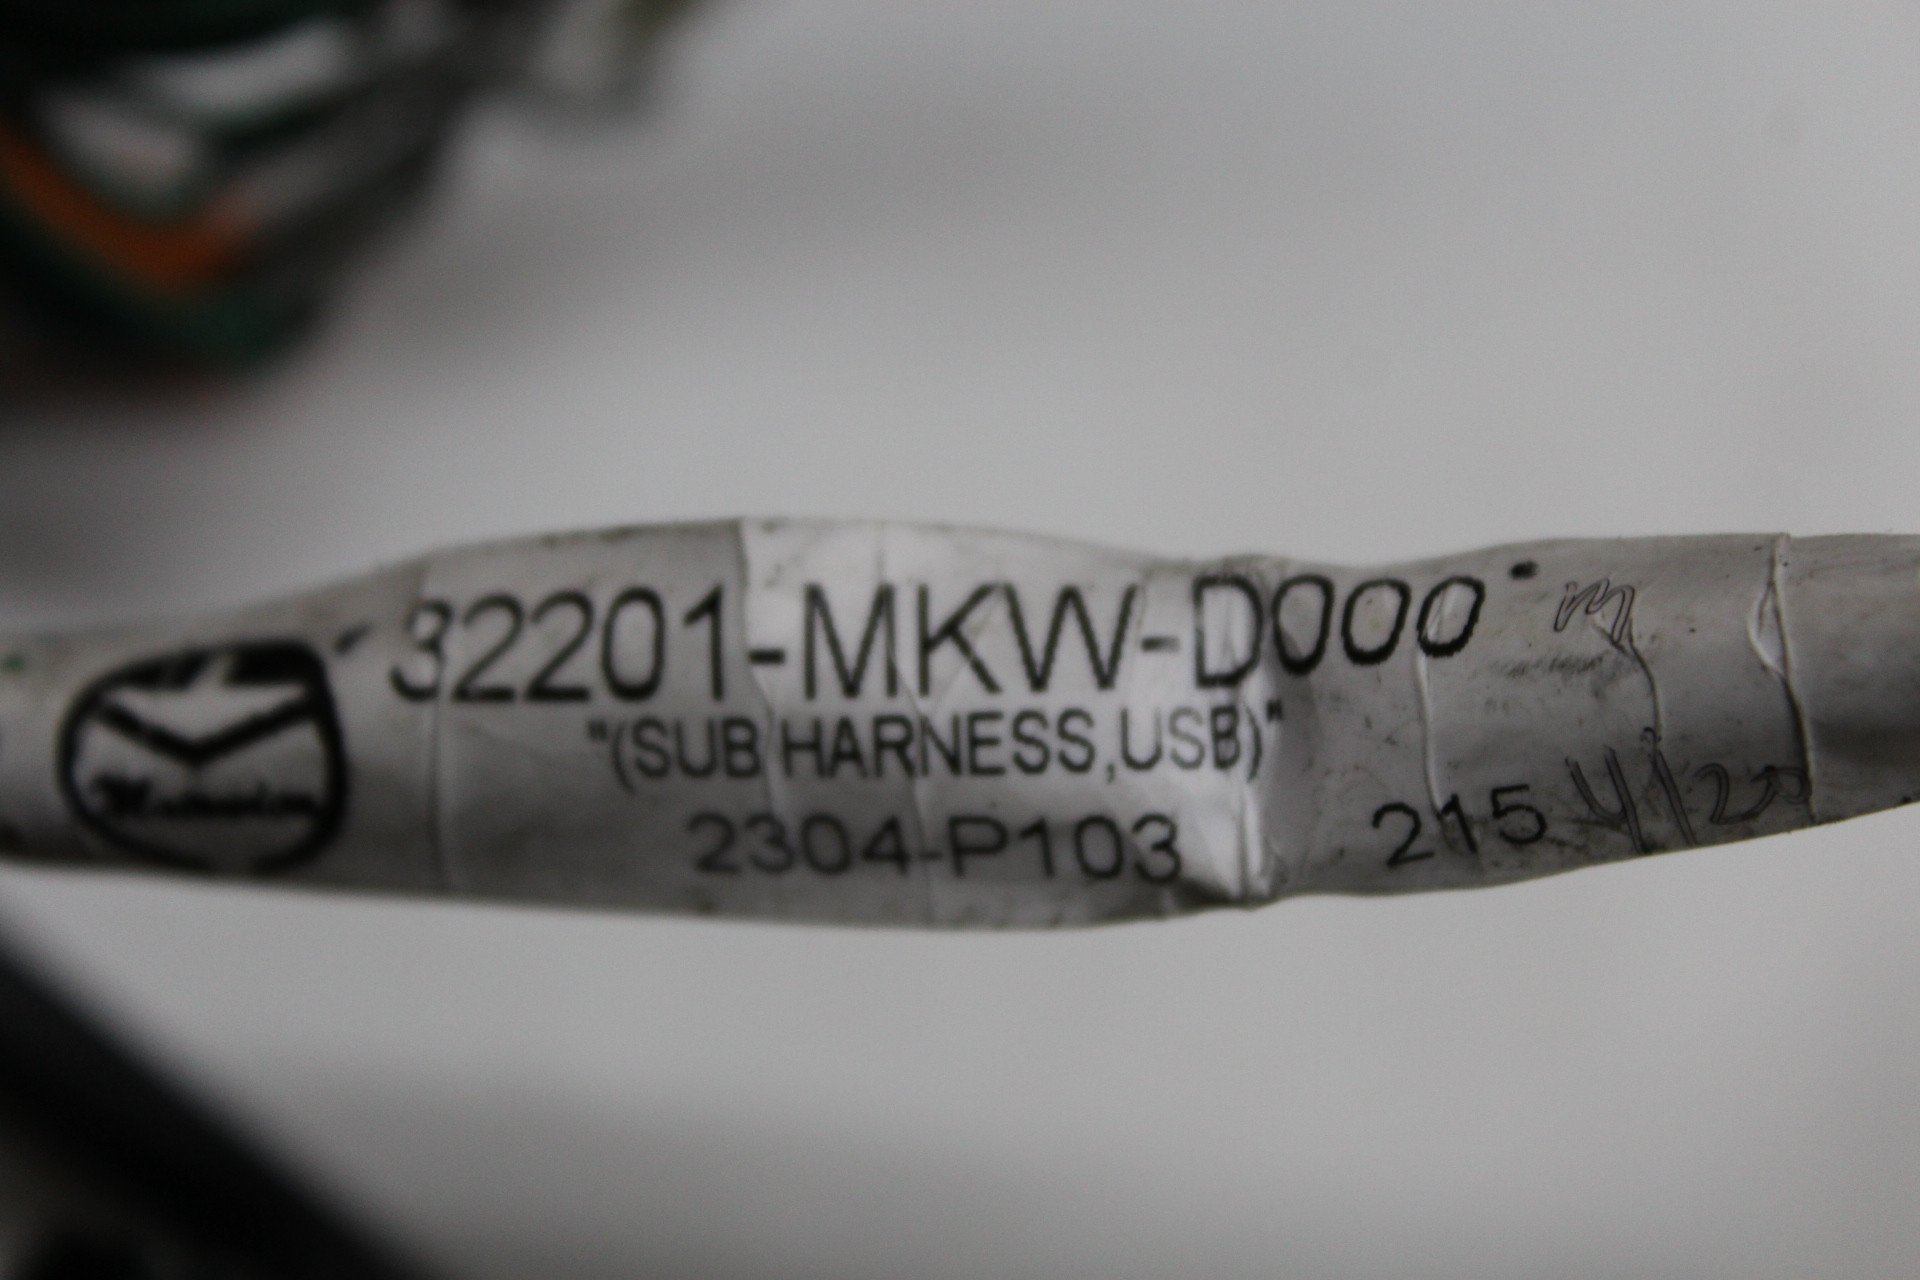 32201-MKW-D000
"(SUB HARNESS,USB)"
2304-P103
215